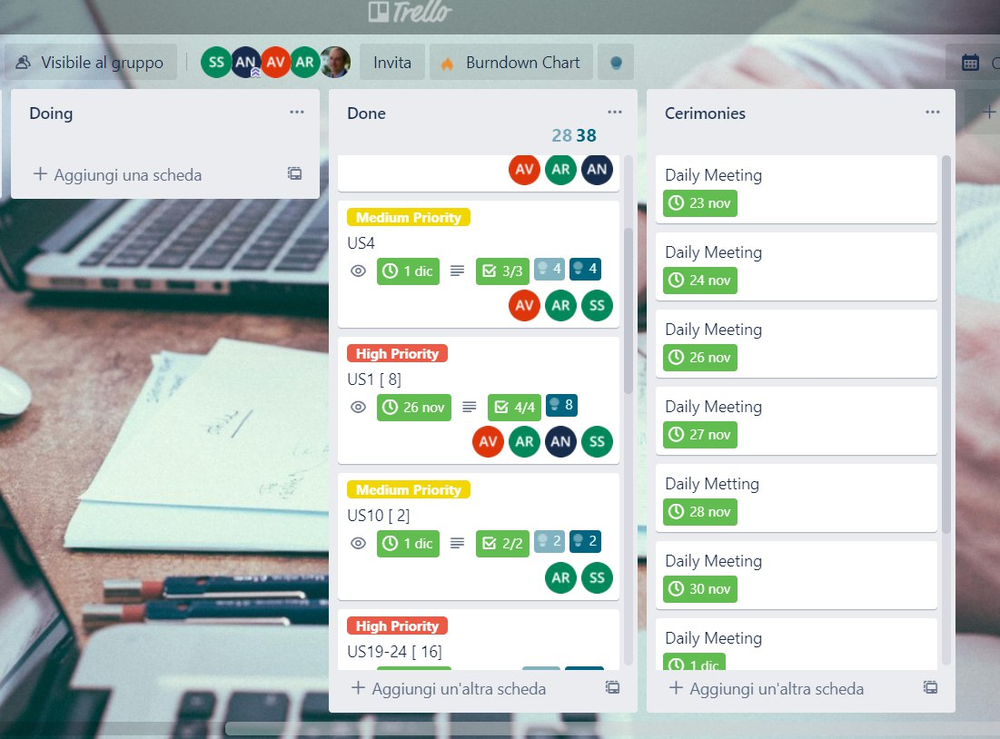 Trello
Visibile al gruppo
SS AN AV AR
Invita
Burndown Chart
Doing
Aggiungi una scheda
Done
28 38
AV AR AN
Medium Priority
US4
1 dic 3/3 4 4
AV AR SS
High Priority
US1 [ 8]
26 nov 4/4 8
AV AR AN SS
Medium Priority
US10 [ 2]
1 dic 2/2 2 2
AR SS
High Priority
US19-24 [ 16]
Aggiungi un'altra scheda
Cerimonies
Daily Meeting
23 nov
Daily Meeting
24 nov
Daily Meeting
26 nov
Daily Meeting
27 nov
Daily Metting
28 nov
Daily Meeting
30 nov
Daily Meeting
1 dic
Aggiungi un'altra scheda